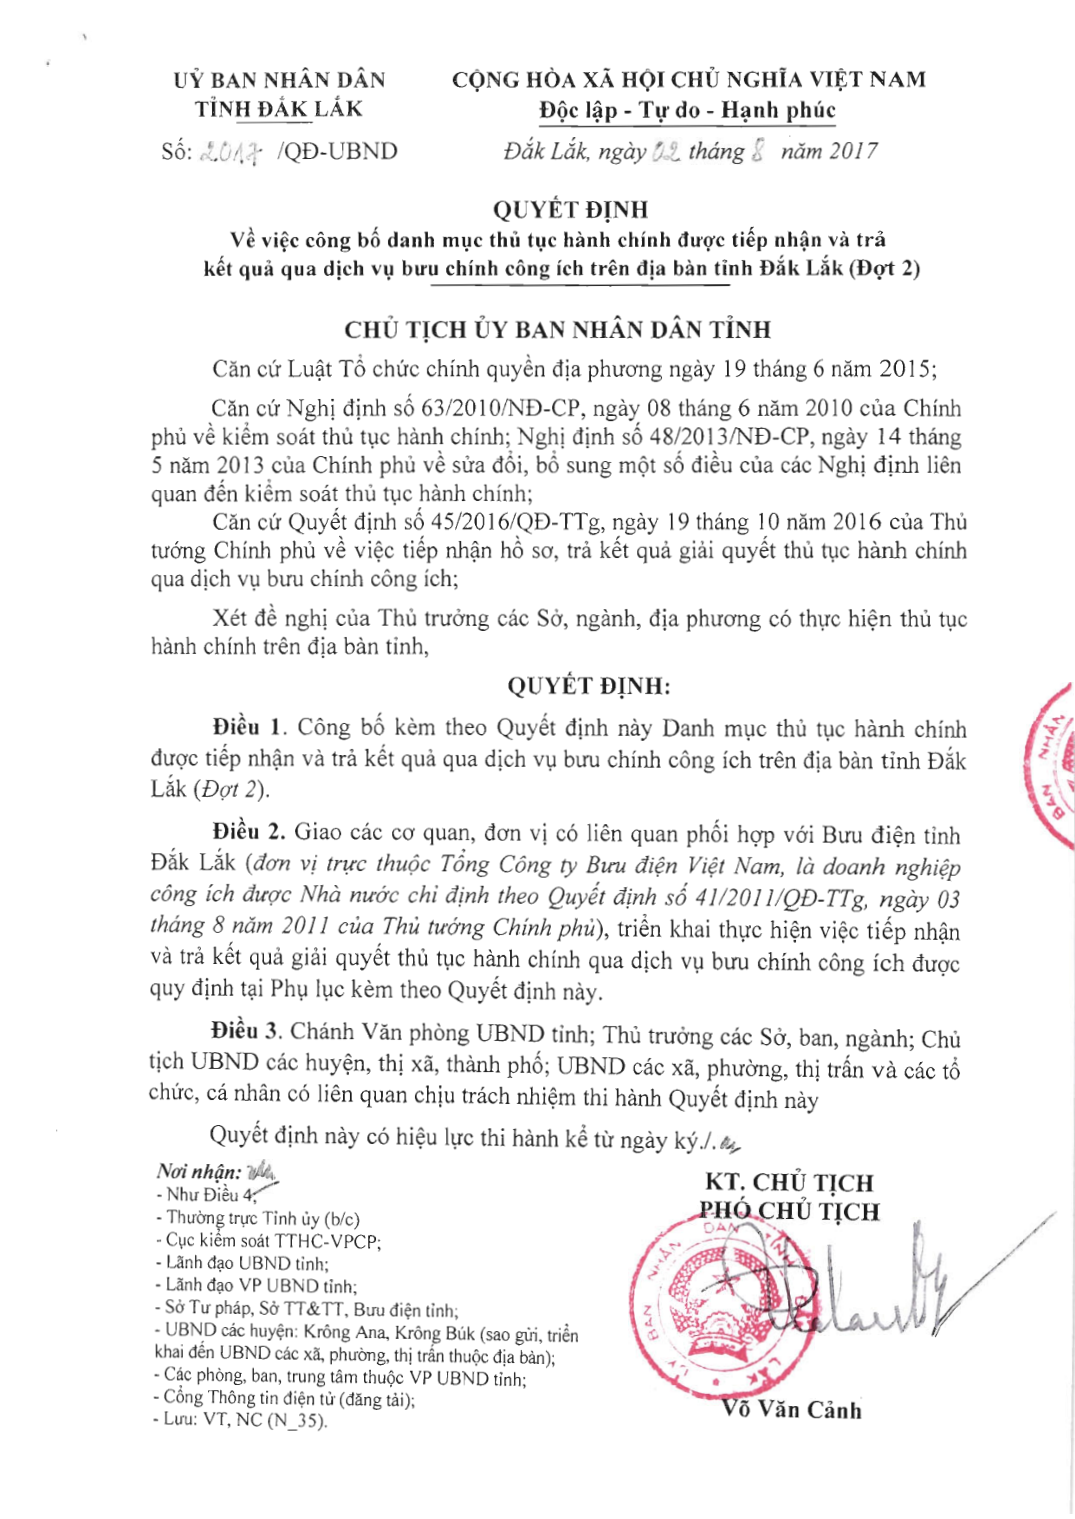 UỶ BAN NHÂN DÂN
TỈNH ĐẮK LẮK
Số: 2017 /QĐ-UBND
CỘNG HÒA XÃ HỘI CHỦ NGHĨA VIỆT NAM
Độc lập - Tự do - Hạnh phúc
Đắk Lắk, ngày 02 tháng 8 năm 2017
QUYẾT ĐỊNH
Về việc công bố danh mục thủ tục hành chính được tiếp nhận và trả
kết quả qua dịch vụ bưu chính công ích trên địa bàn tỉnh Đắk Lắk (Đợt 2)
CHỦ TỊCH ỦY BAN NHÂN DÂN TỈNH
Căn cứ Luật Tổ chức chính quyền địa phương ngày 19 tháng 6 năm 2015;
Căn cứ Nghị định số 63/2010/NĐ-CP, ngày 08 tháng 6 năm 2010 của Chính
phủ về kiểm soát thủ tục hành chính; Nghị định số 48/2013/NĐ-CP, ngày 14 tháng
5 năm 2013 của Chính phủ về sửa đổi, bổ sung một số điều của các Nghị định liên
quan đến kiểm soát thủ tục hành chính;
Căn cứ Quyết định số 45/2016/QĐ-TTg, ngày 19 tháng 10 năm 2016 của Thủ
tướng Chính phủ về việc tiếp nhận hồ sơ, trả kết quả giải quyết thủ tục hành chính
qua dịch vụ bưu chính công ích;
Xét đề nghị của Thủ trưởng các Sở, ngành, địa phương có thực hiện thủ tục
hành chính trên địa bàn tỉnh,
QUYẾT ĐỊNH:
Điều 1. Công bố kèm theo Quyết định này Danh mục thủ tục hành chính
được tiếp nhận và trả kết quả qua dịch vụ bưu chính công ích trên địa bàn tỉnh Đắk
Lắk (Đợt 2).
Điều 2. Giao các cơ quan, đơn vị có liên quan phối hợp với Bưu điện tỉnh
Đắk Lắk (đơn vị trực thuộc Tổng Công ty Bưu điện Việt Nam, là doanh nghiệp
công ích được Nhà nước chỉ định theo Quyết định số 41/2011/QĐ-TTg, ngày 03
tháng 8 năm 2011 của Thủ tướng Chính phủ), triển khai thực hiện việc tiếp nhận
và trả kết quả giải quyết thủ tục hành chính qua dịch vụ bưu chính công ích được
quy định tại Phụ lục kèm theo Quyết định này.
Điều 3. Chánh Văn phòng UBND tỉnh; Thủ trưởng các Sở, ban, ngành; Chủ
tịch UBND các huyện, thị xã, thành phố; UBND các xã, phường, thị trấn và các tổ
chức, cá nhân có liên quan chịu trách nhiệm thi hành Quyết định này
Quyết định này có hiệu lực thi hành kể từ ngày ký./.
Nơi nhận:
- Như Điều 4;
- Thường trực Tỉnh ủy (b/c)
- Cục kiểm soát TTHC-VPCP;
- Lãnh đạo UBND tỉnh;
- Lãnh đạo VP UBND tỉnh;
- Sở Tư pháp, Sở TT&TT, Bưu điện tỉnh;
- UBND các huyện: Krông Ana, Krông Búk (sao gửi, triển
khai đến UBND các xã, phường, thị trấn thuộc địa bàn);
- Các phòng, ban, trung tâm thuộc VP UBND tỉnh;
- Cổng Thông tin điện tử (đăng tải);
- Lưu: VT, NC (N_35).
KT. CHỦ TỊCH
PHÓ CHỦ TỊCH
ỦY BAN NHÂN DÂN TỈNH ĐẮK LẮK
Võ Văn Cảnh
BAN NHÂN